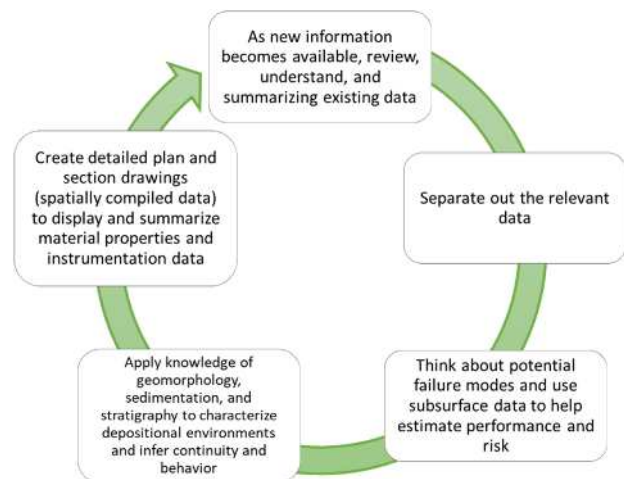 As new information
becomes available, review,
understand, and
summarizing existing data
Separate out the relevant
data
Think about potential
failure modes and use
subsurface data to help
estimate performance and
risk
Apply knowledge of
geomorphology,
sedimentation, and
stratigraphy to characterize
depositional environments
and infer continuity and
behavior
Create detailed plan and
section drawings
(spatially compiled data)
to display and summarize
material properties and
instrumentation data